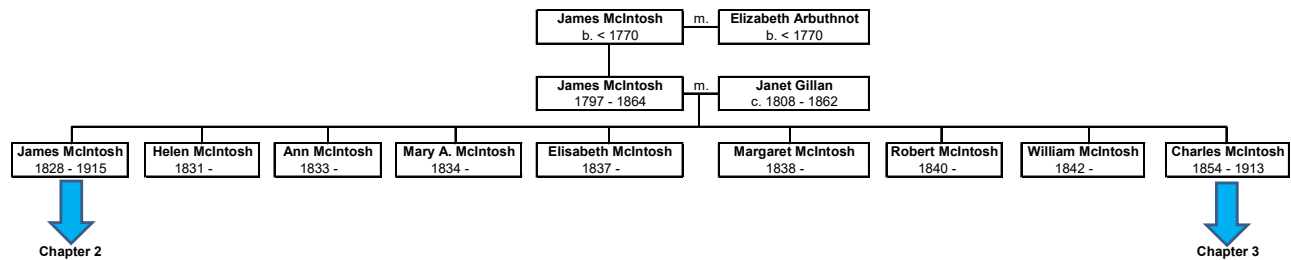 James McIntosh
b. < 1770
m.
Elizabeth Arbuthnot
b. < 1770
James McIntosh
1797 - 1864
m.
Janet Gillan
c. 1808 - 1862
James McIntosh
1828 - 1915
Helen McIntosh
1831 -
Ann McIntosh
1833 -
Mary A. McIntosh
1834 -
Elisabeth McIntosh
1837 -
Margaret McIntosh
1838 -
Robert McIntosh
1840 -
William McIntosh
1842 -
Charles McIntosh
1854 - 1913
Chapter 2
Chapter 3